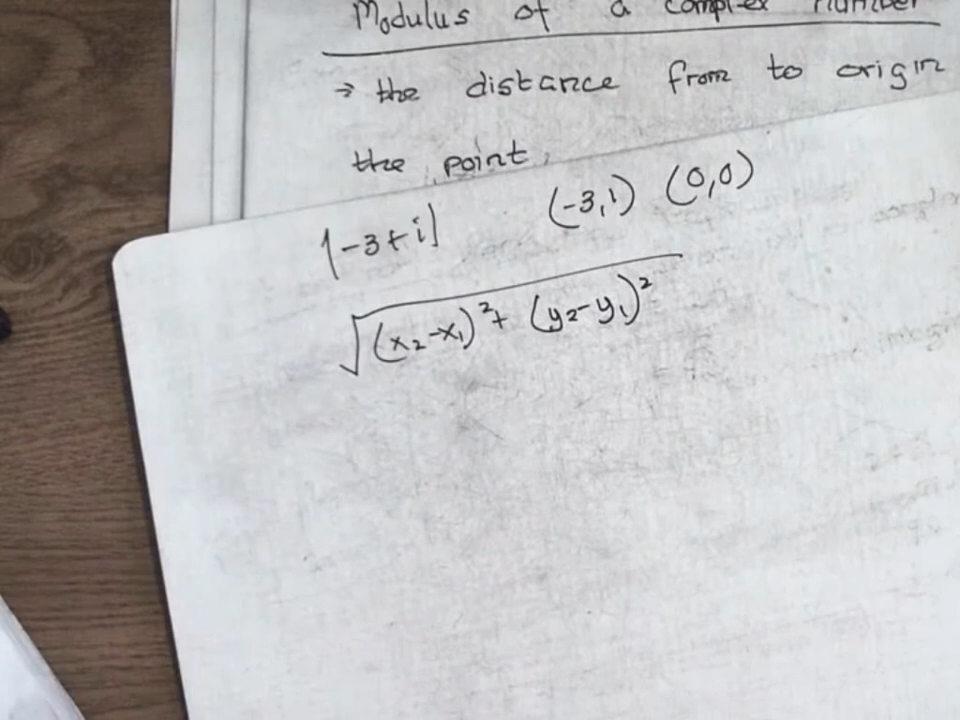 Modulus of a complex number
→ the distance from to origin
the point,
|-3+i| (-3,1) (0,0)
√((x₂-x₁)²+ (y₂-y₁)²)